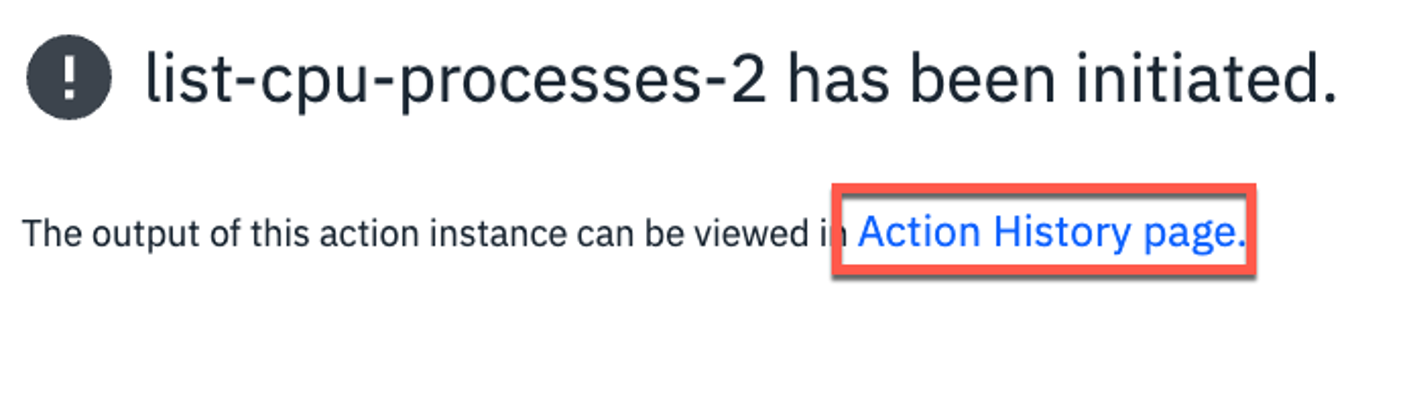 list-cpu-processes-2 has been initiated.
The output of this action instance can be viewed in Action History page.